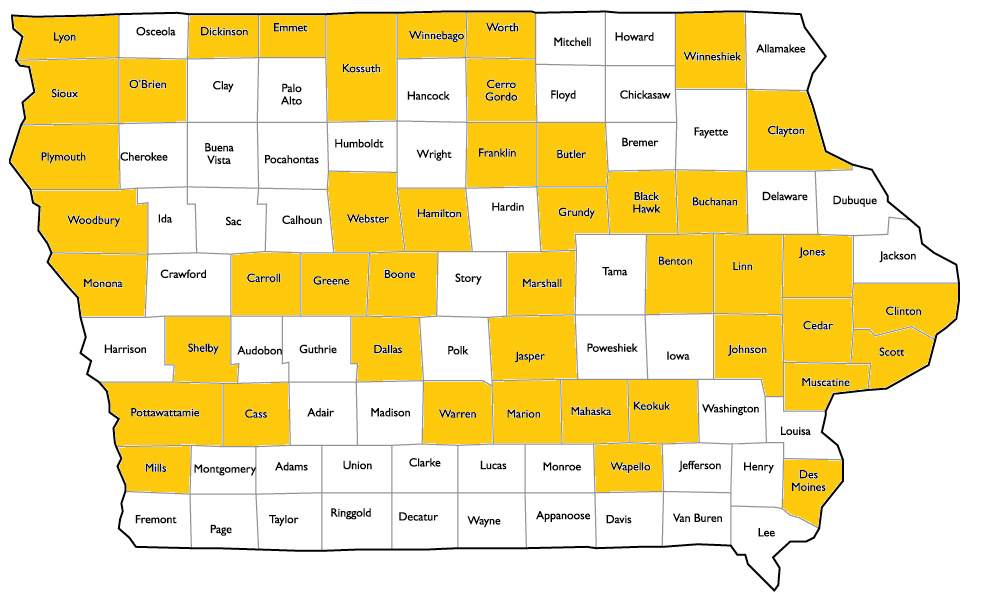 Lyon
Osceola
Dickinson
Emmet
Kossuth
Winnebago
Worth
Mitchell
Howard
Winneshiek
Allamakee
Sioux
O'Brien
Clay
Palo
Alto
Hancock
Cerro
Gordo
Floyd
Chickasaw
Fayette
Clayton
Plymouth
Cherokee
Buena
Vista
Pocahontas
Humboldt
Wright
Franklin
Butler
Bremer
Woodbury
Ida
Sac
Calhoun
Webster
Hamilton
Hardin
Grundy
Black
Hawk
Buchanan
Delaware
Dubuque
Monona
Crawford
Carroll
Greene
Boone
Story
Marshall
Tama
Benton
Linn
Jones
Jackson
Clinton
Cedar
Scott
Harrison
Shelby
Audobon
Guthrie
Dallas
Polk
Jasper
Poweshiek
Iowa
Johnson
Muscatine
Pottawattamie
Cass
Adair
Madison
Warren
Marion
Mahaska
Keokuk
Washington
Louisa
Mills
Montgomery
Adams
Union
Clarke
Lucas
Monroe
Wapello
Jefferson
Henry
Des
Moines
Fremont
Page
Taylor
Ringgold
Decatur
Wayne
Appanoose
Davis
Van Buren
Lee